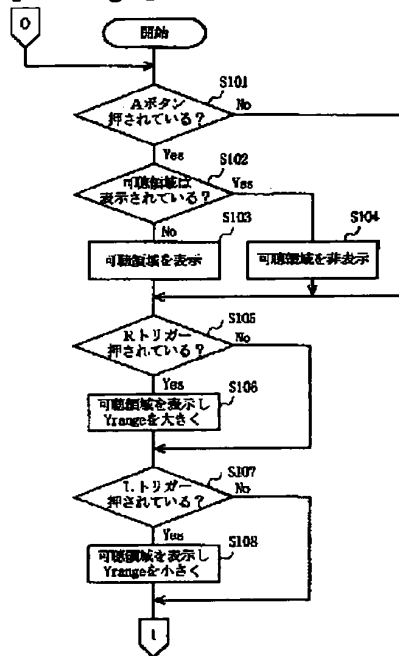 0
開始
S101
Aボタン
押されている？
No
Yes
S102
可聴領域は
表示されている？
Yes
No
S103
可聴領域を表示
S104
可聴領域を非表示
S105
Rトリガー
押されている？
No
Yes
S106
可聴領域を表示し
Yrangeを大きく
S107
Lトリガー
押されている？
No
Yes
S108
可聴領域を表示し
Yrangeを小さく
1